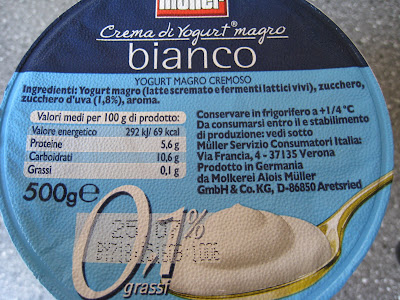 müller
Crema di Yogurt® magro
bianco
YOGURT MAGRO CREMOSO
Ingredienti: Yogurt magro (latte scremato e fermenti lattici vivi), zucchero,
zucchero d'uva (1,8%), aroma.
Valori medi per 100 g di prodotto:
Valore energetico 292 kJ/ 69 kcal
Proteine 5,6 g
Carboidrati 10,6 g
Grassi 0,1 g
500g e
Conservare in frigorifero a +1/4 °C
Da consumarsi entro il e stabilimento
di produzione: vedi sotto
Müller Servizio Consumatori Italia:
Via Francia, 4 - 37135 Verona
Prodotto in Germania
da Molkerei Alois Müller
GmbH & Co. KG, D-86850 Aretsried
0,1%
25 07
grassi